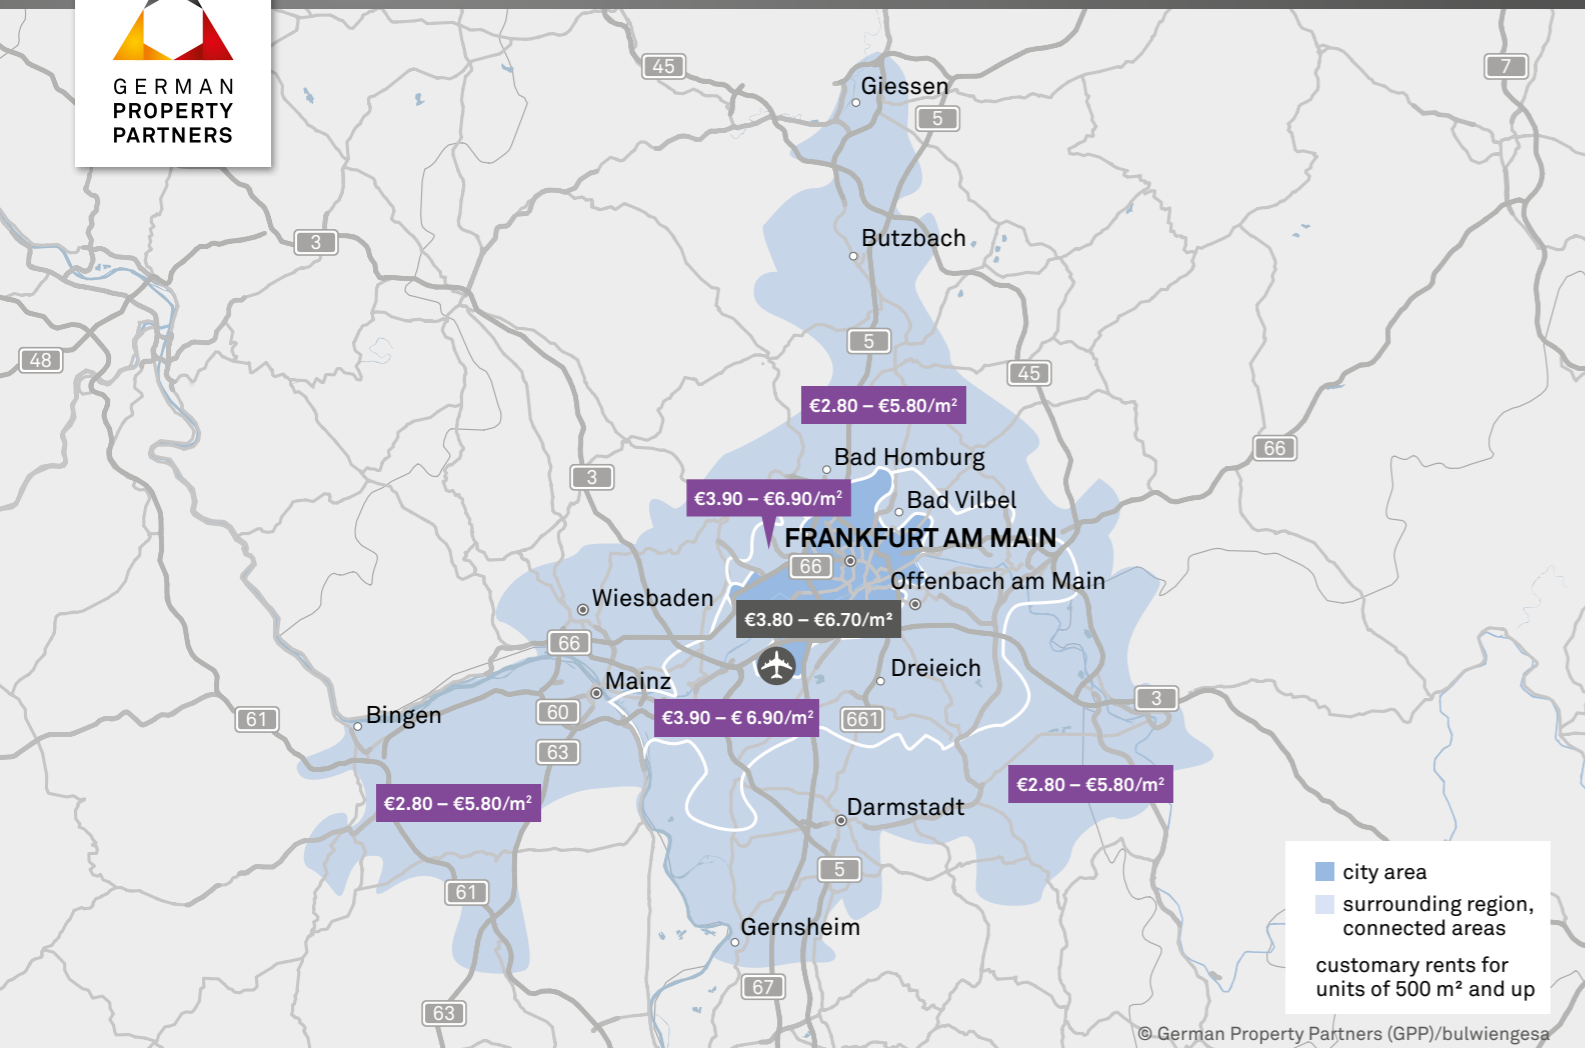 GERMAN
PROPERTY
PARTNERS
45
7
Giessen
5
3
Butzbach
5
48
45
€2.80 – €5.80/m²
66
Bad Homburg
3
€3.90 – €6.90/m²
Bad Vilbel
FRANKFURT AM MAIN
66
Offenbach am Main
Wiesbaden
€3.80 – €6.70/m²
66
Dreieich
Mainz
3
61
Bingen
60
€3.90 – € 6.90/m²
661
63
€2.80 – €5.80/m²
€2.80 – €5.80/m²
Darmstadt
5
61
city area
surrounding region,
connected areas
Gernsheim
customary rents for
units of 500 m² and up
67
63
© German Property Partners (GPP)/bulwiengesa